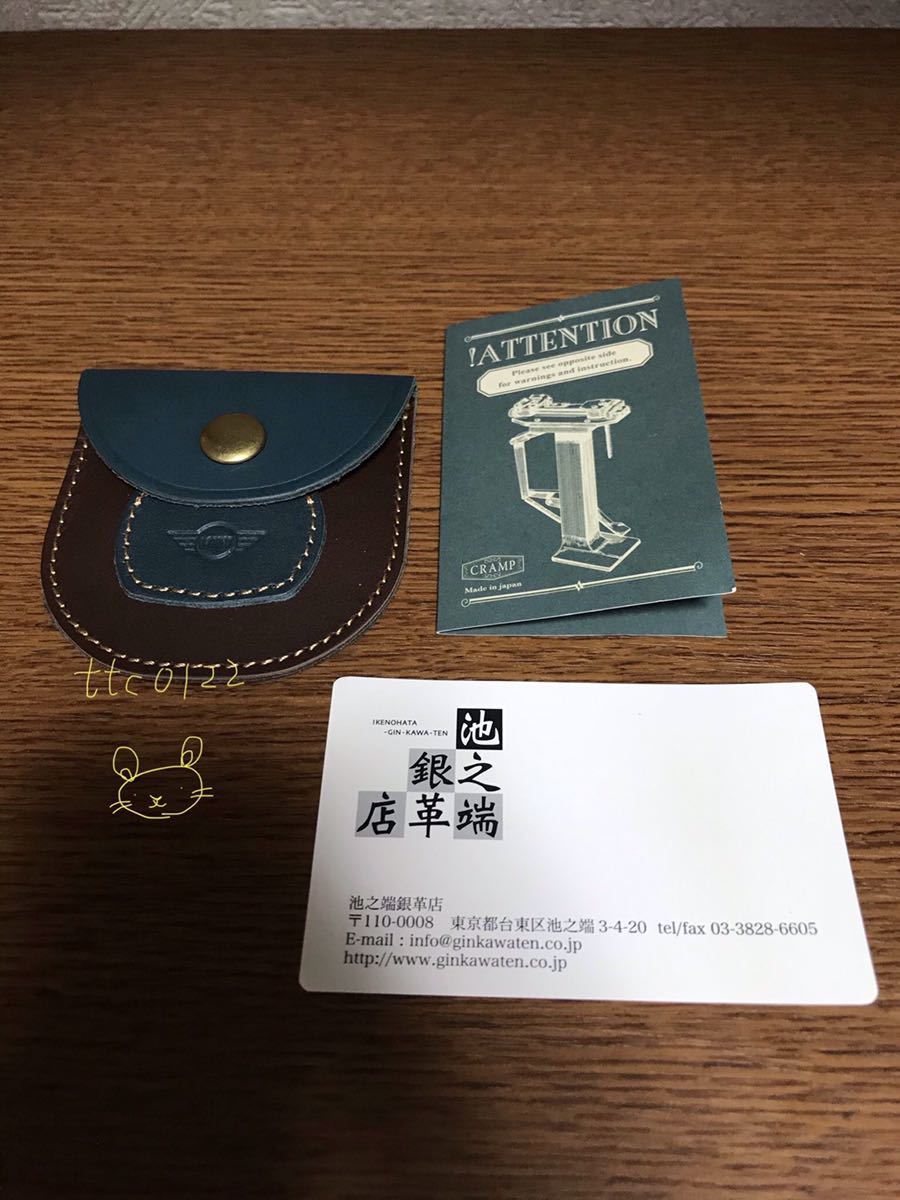 !ATTENTION
Please see opposite side
for warnings and instruction.
CRAMP
Made in japan
ttc0122
IKENOHATA
-GIN-KAWA-TEN
池之端
銀革
店
池之端銀革店
〒110-0008 東京都台東区池之端3-4-20 tel/fax 03-3828-6605
E-mail : info@ginkawaten.co.jp
http://www.ginkawaten.co.jp